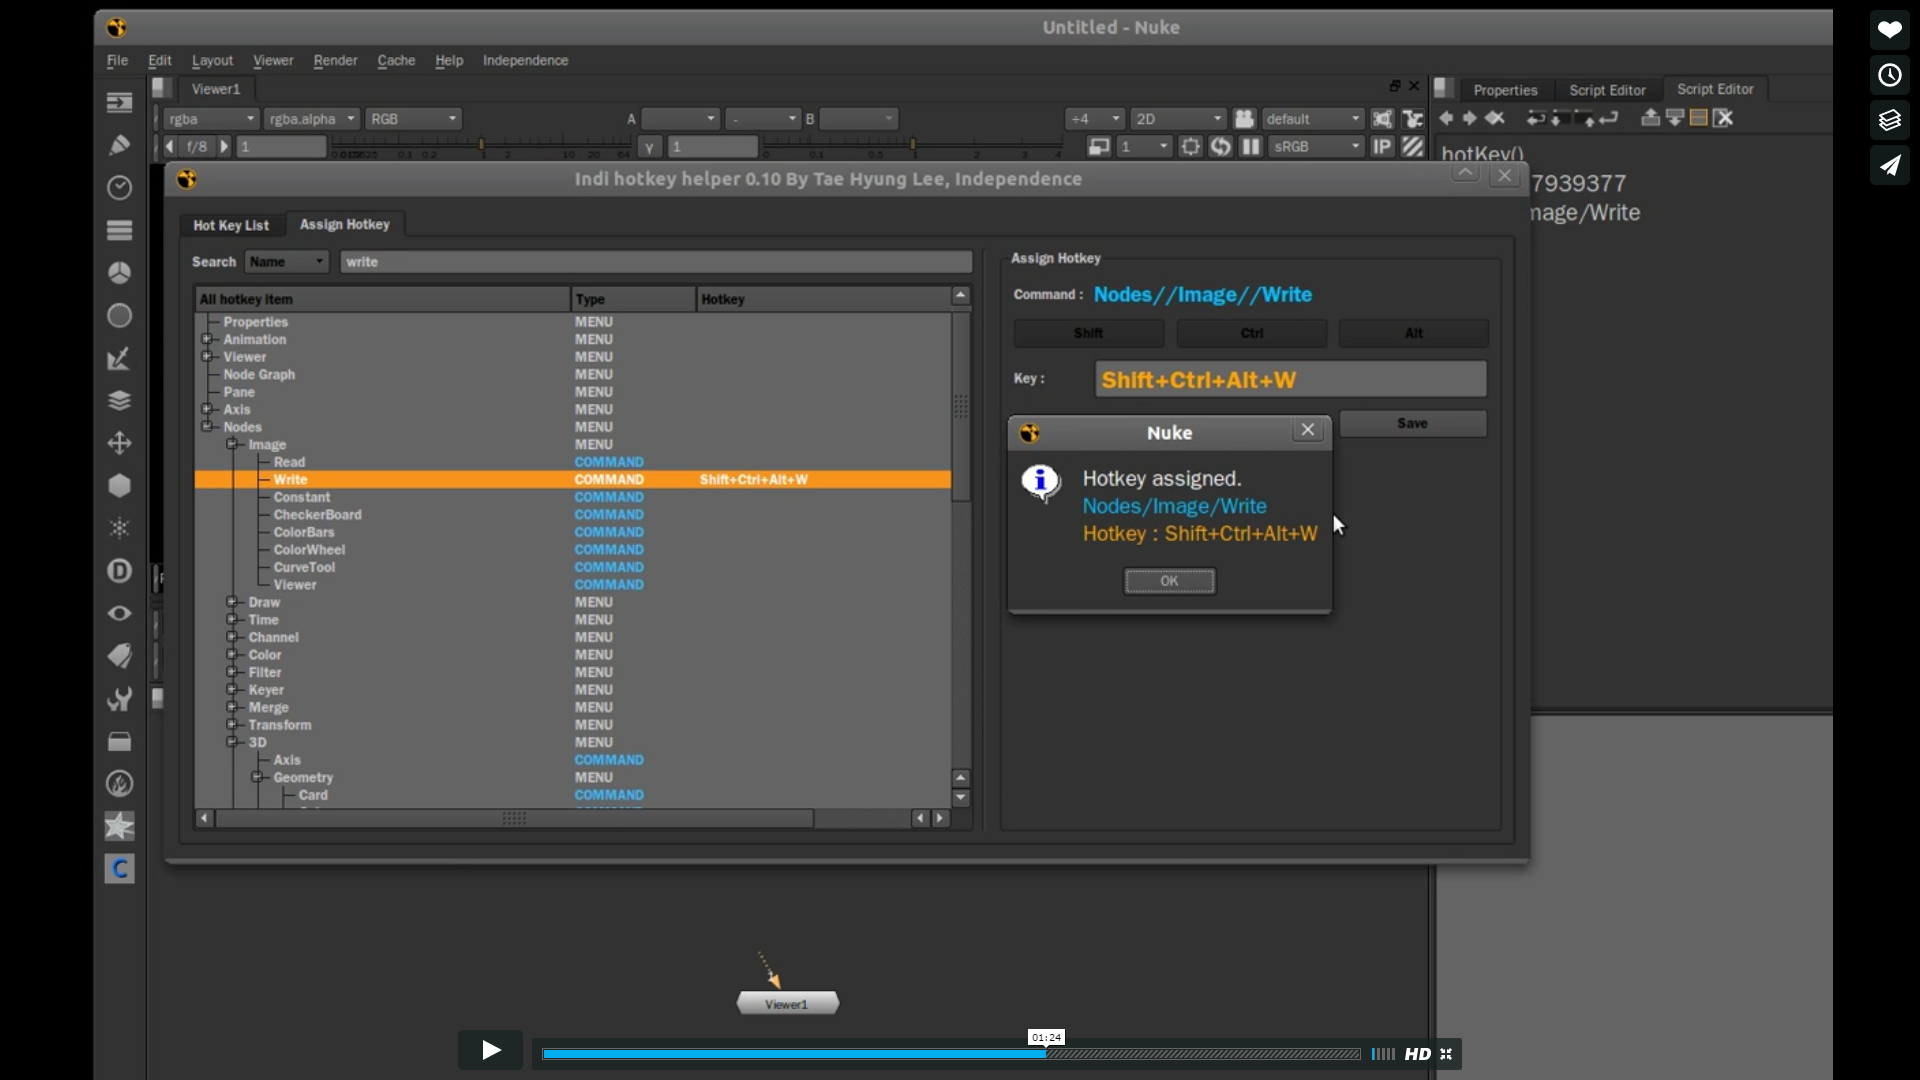 Untitled - Nuke
File Edit Layout Viewer Render Cache Help Independence
Viewer1
Properties Script Editor Script Editor
rgba rgba.alpha RGB A - B ÷4 2D default
f/8 1 γ 1 1 sRGB IP
hotKey()
7939377
mage/Write
Indi hotkey helper 0.10 By Tae Hyung Lee, Independence
Hot Key List Assign Hotkey
Search Name write
All hotkey item Type Hotkey
Properties MENU
Animation MENU
Viewer MENU
Node Graph MENU
Pane MENU
Axis MENU
Nodes MENU
Image MENU
Read COMMAND
Write COMMAND Shift+Ctrl+Alt+W
Constant COMMAND
CheckerBoard COMMAND
ColorBars COMMAND
ColorWheel COMMAND
CurveTool COMMAND
Viewer COMMAND
Draw MENU
Time MENU
Channel MENU
Color MENU
Filter MENU
Keyer MENU
Merge MENU
Transform MENU
3D MENU
Axis COMMAND
Geometry MENU
Card COMMAND
Assign Hotkey
Command : Nodes//Image//Write
Shift Ctrl Alt
Key : Shift+Ctrl+Alt+W
Save
Nuke
Hotkey assigned.
Nodes/Image/Write
Hotkey : Shift+Ctrl+Alt+W
OK
Viewer1
01:24
HD